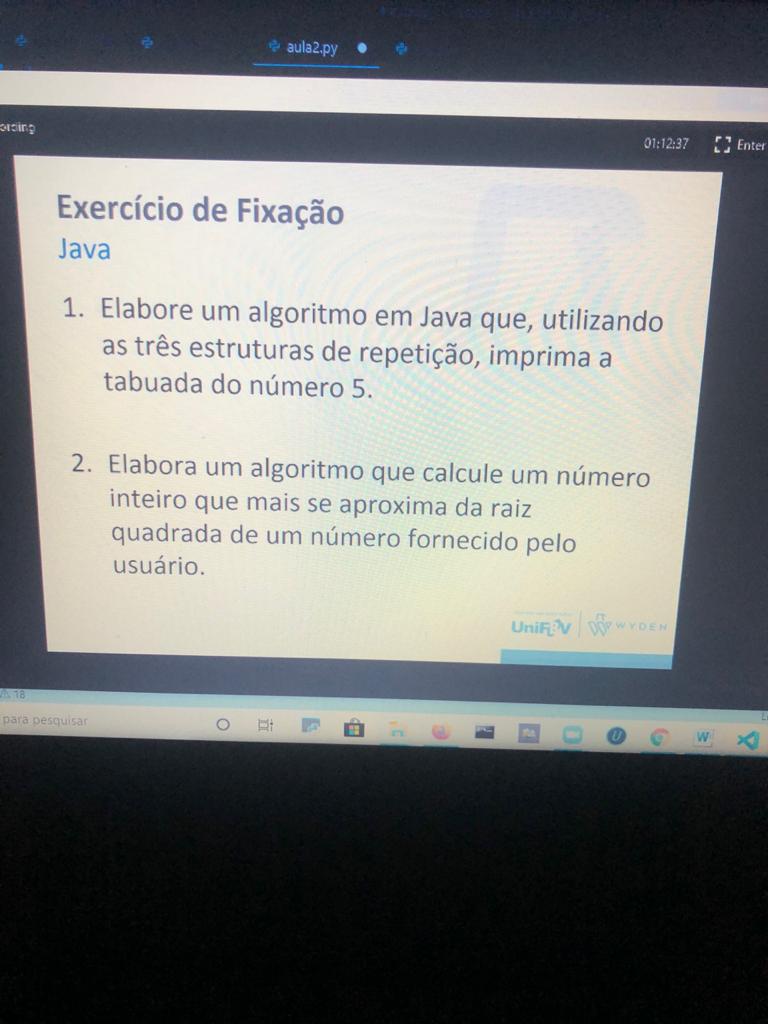 aula2.py
ording
01:12:37
Enter
Exercício de Fixação
Java
1. Elabore um algoritmo em Java que, utilizando
as três estruturas de repetição, imprima a
tabuada do número 5.
2. Elabora um algoritmo que calcule um número
inteiro que mais se aproxima da raiz
quadrada de um número fornecido pelo
usuário.
WYDEN
18
para pesquisar